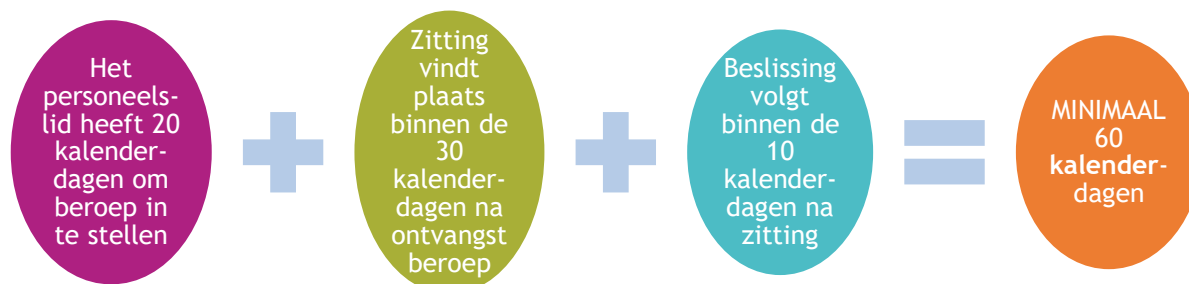 Het
personeels-
lid heeft 20
kalender-
dagen om
beroep in
te stellen
Zitting
vindt
plaats
binnen de
30
kalender-
dagen na
ontvangst
beroep
Beslissing
volgt
binnen de
10
kalender-
dagen na
zitting
MINIMAAL
60
kalender-
dagen